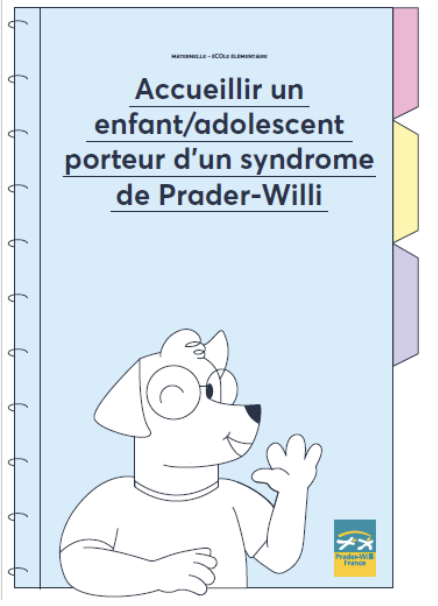 MATERNELLE – ÉCOLE ÉLÉMENTAIRE
Accueillir un
enfant/adolescent
porteur d’un syndrome
de Prader-Willi
Prader-Willi
France